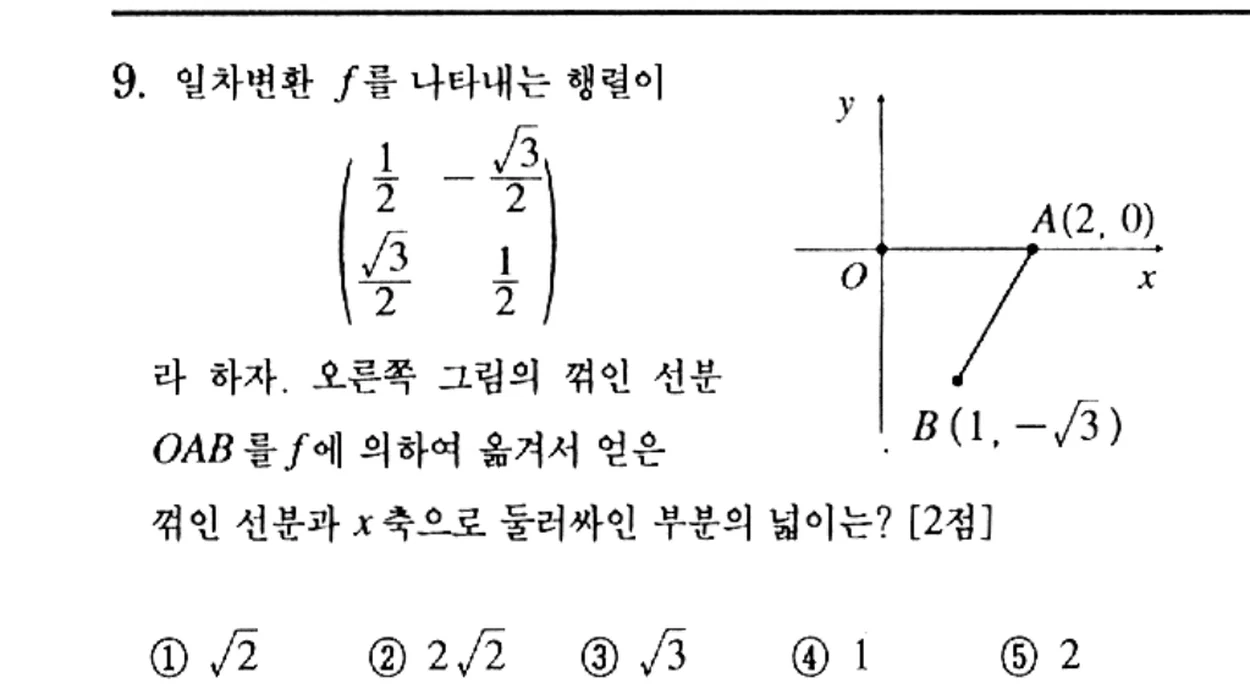 9. 일차변환 f를 나타내는 행렬이
( 1/2 -√3/2
√3/2 1/2 )
라 하자. 오른쪽 그림의 꺾인 선분
OAB를 f에 의하여 옮겨서 얻은
꺾인 선분과 x축으로 둘러싸인 부분의 넓이는? [2점]
y
A(2, 0)
O
x
B(1, -√3)
① √2 ② 2√2 ③ √3 ④ 1 ⑤ 2